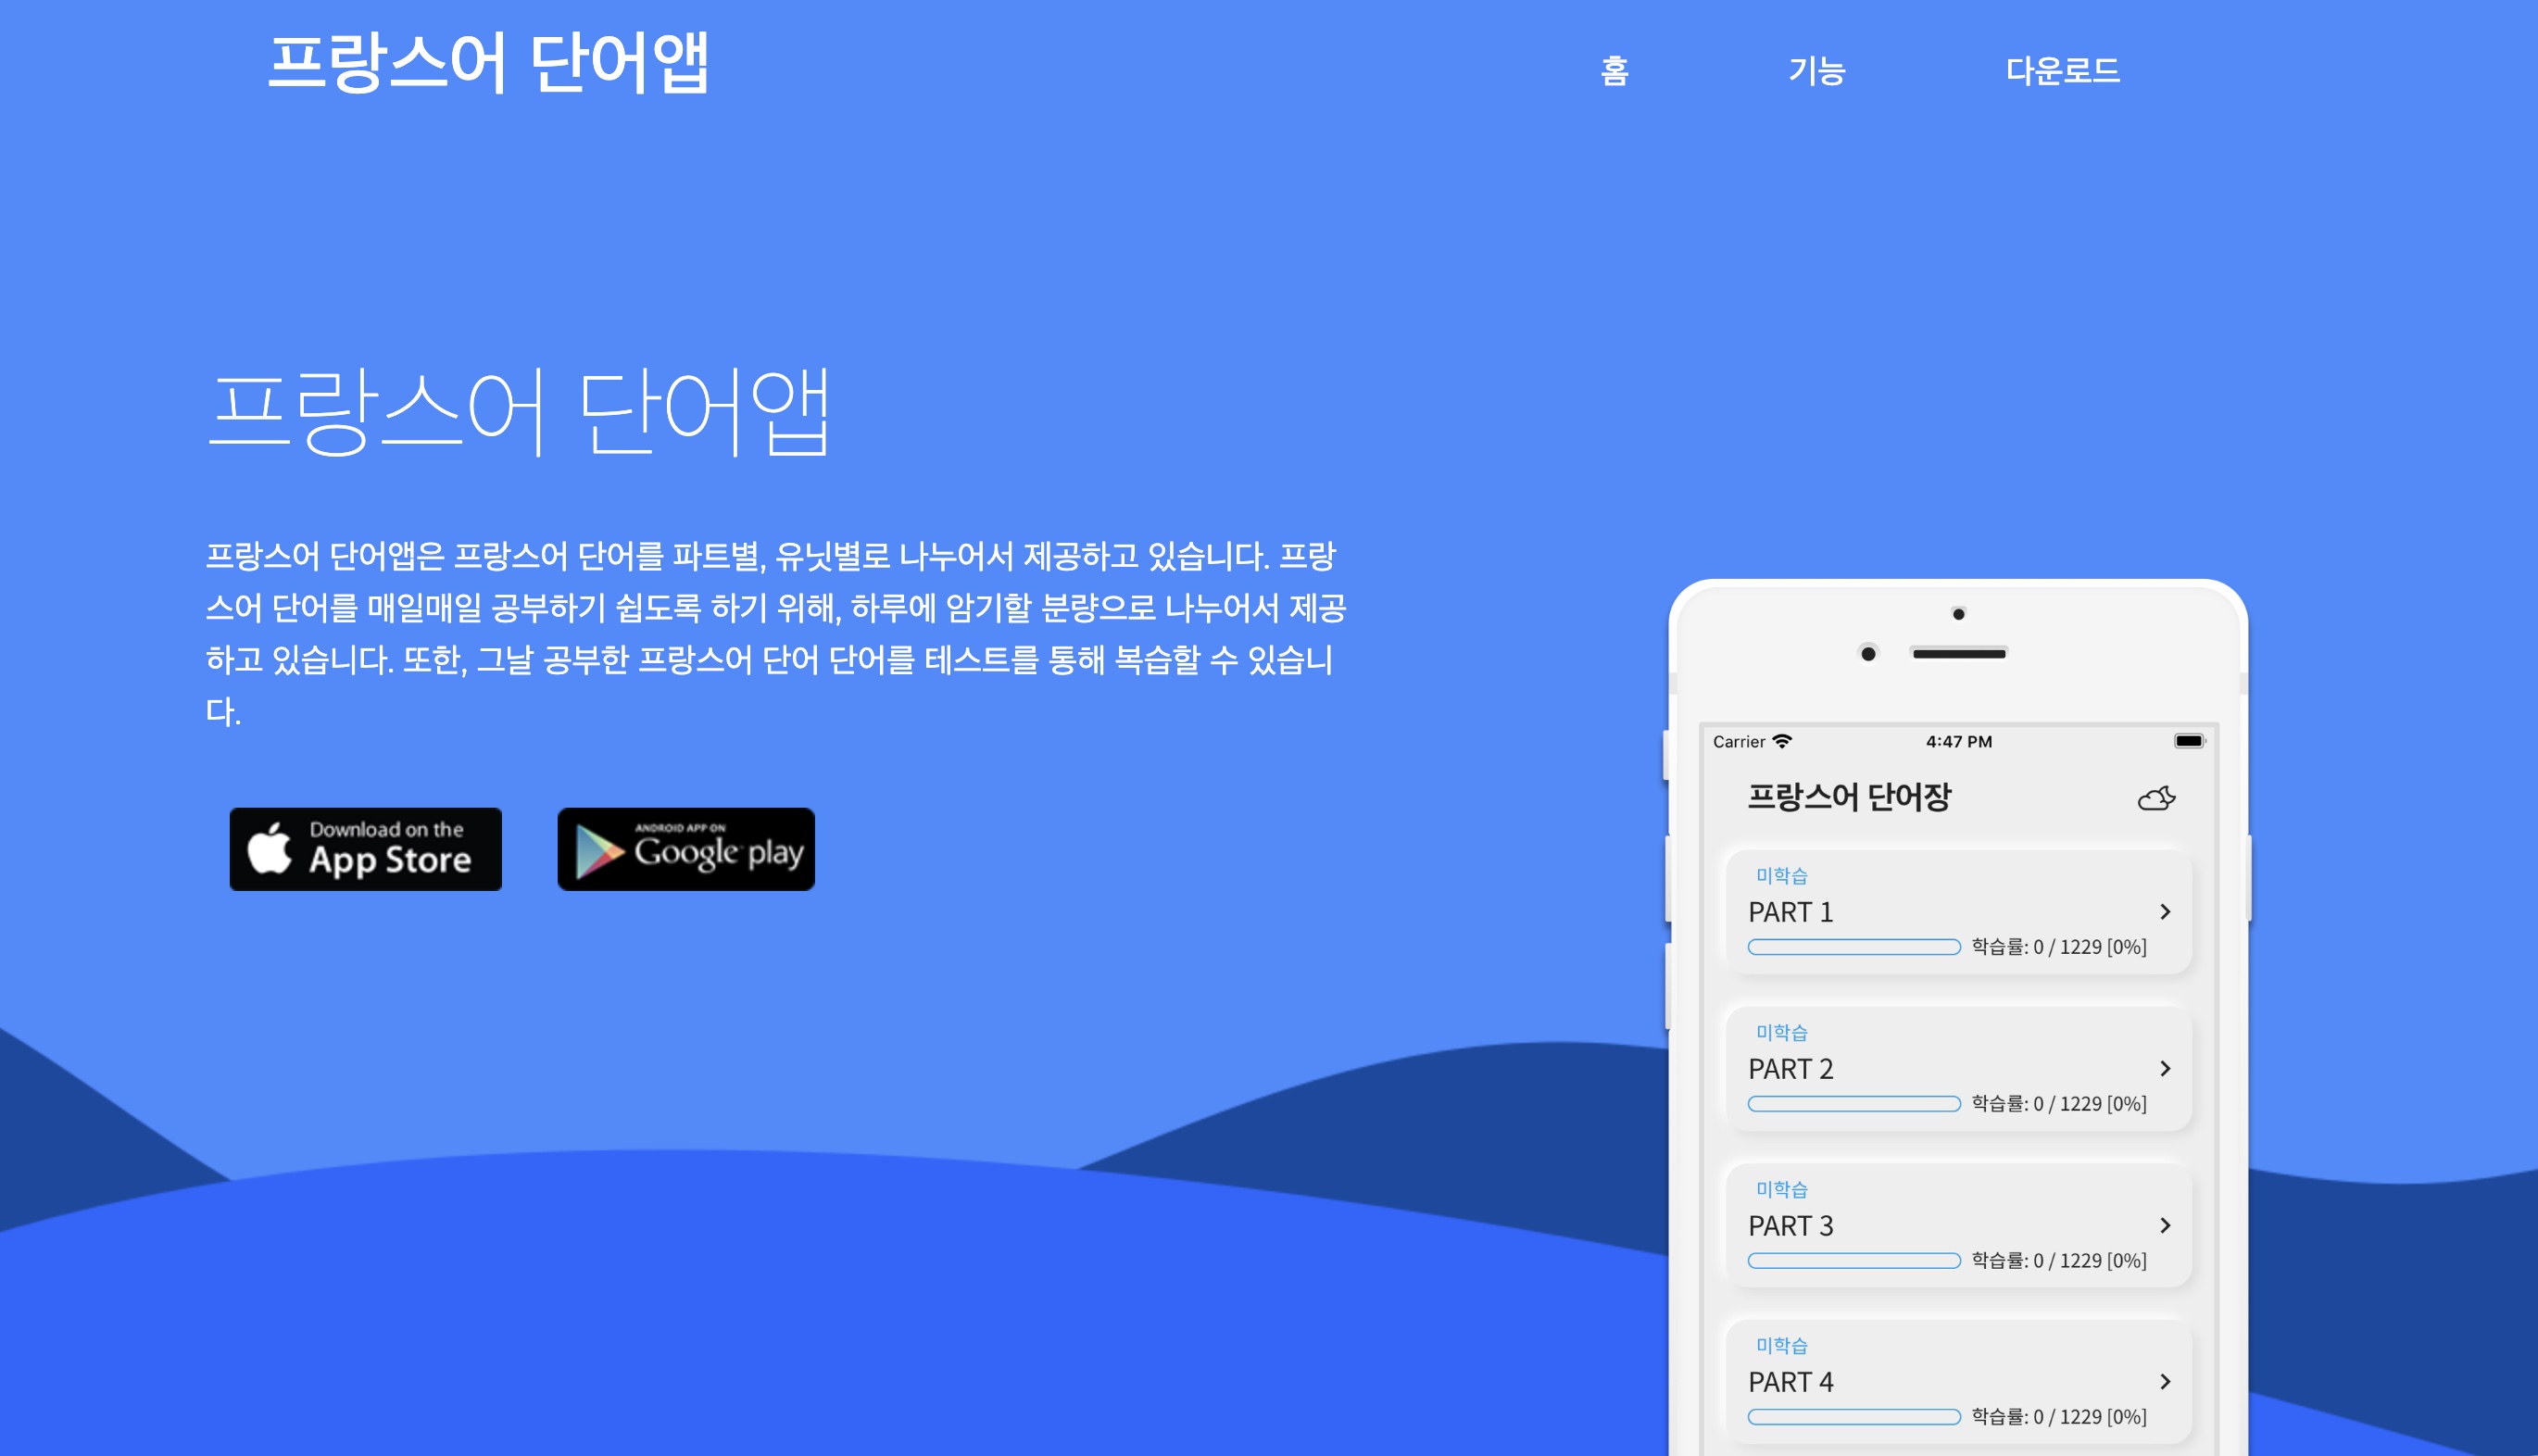 프랑스어 단어앱
홈
기능
다운로드
프랑스어 단어앱
프랑스어 단어앱은 프랑스어 단어를 파트별, 유닛별로 나누어서 제공하고 있습니다. 프랑
스어 단어를 매일매일 공부하기 쉽도록 하기 위해, 하루에 암기할 분량으로 나누어서 제공
하고 있습니다. 또한, 그날 공부한 프랑스어 단어 단어를 테스트를 통해 복습할 수 있습니
다.
Download on the
App Store
ANDROID APP ON
Google play
Carrier
4:47 PM
프랑스어 단어장
미학습
PART 1
학습률: 0 / 1229 [0%]
미학습
PART 2
학습률: 0 / 1229 [0%]
미학습
PART 3
학습률: 0 / 1229 [0%]
미학습
PART 4
학습률: 0 / 1229 [0%]